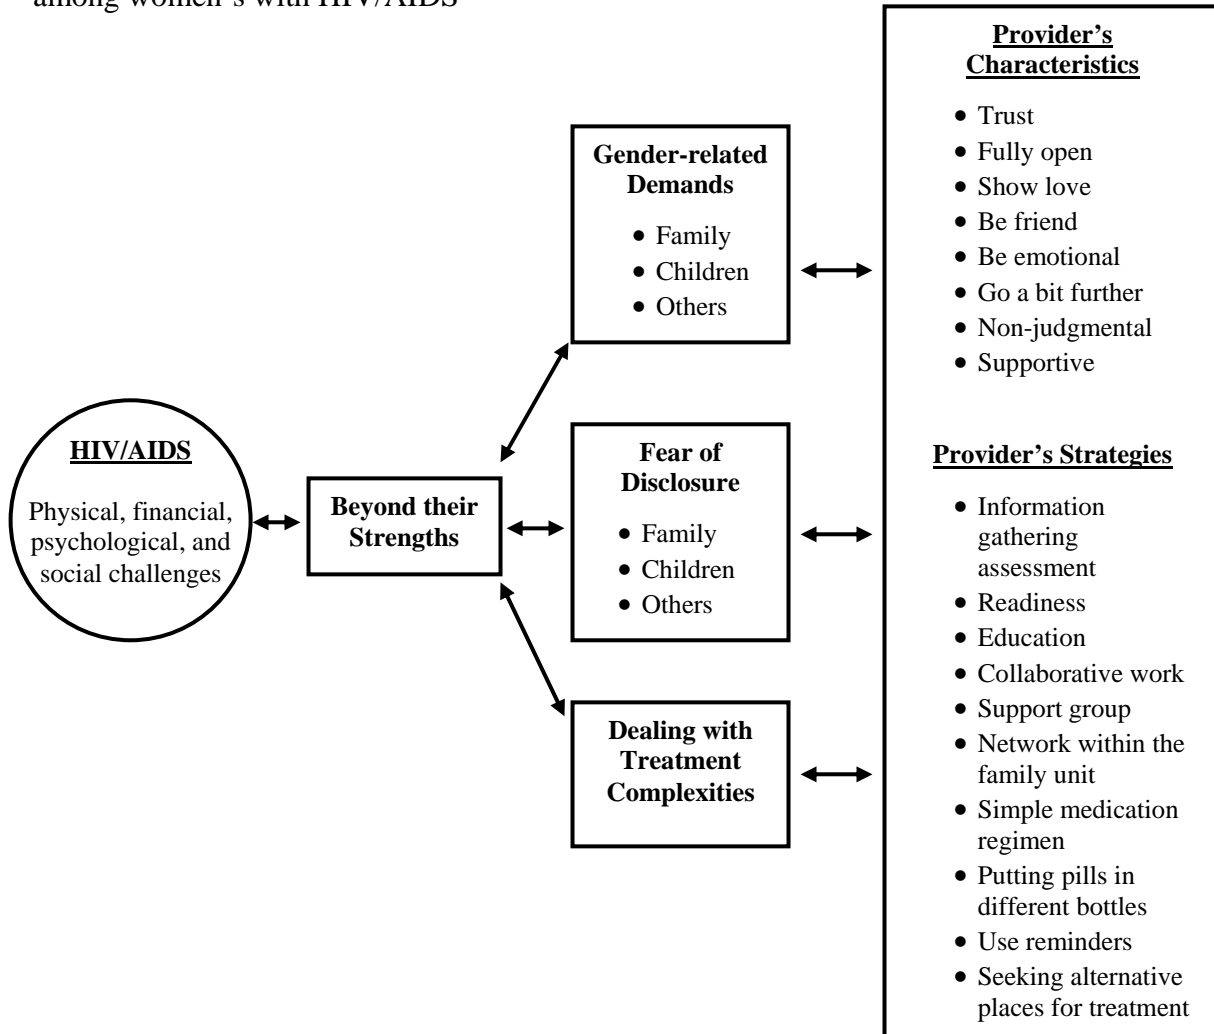 among women's with HIV/AIDS
HIV/AIDS
Physical, financial,
psychological, and
social challenges
Beyond their
Strengths
Gender-related
Demands
• Family
• Children
• Others
Fear of
Disclosure
• Family
• Children
• Others
Dealing with
Treatment
Complexities
Provider's
Characteristics
• Trust
• Fully open
• Show love
• Be friend
• Be emotional
• Go a bit further
• Non-judgmental
• Supportive
Provider's Strategies
• Information
gathering
assessment
• Readiness
• Education
• Collaborative work
• Support group
• Network within the
family unit
• Simple medication
regimen
• Putting pills in
different bottles
• Use reminders
• Seeking alternative
places for treatment